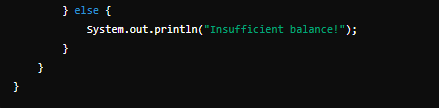 } else {
System.out.println("Insufficient balance!");
}
}
}